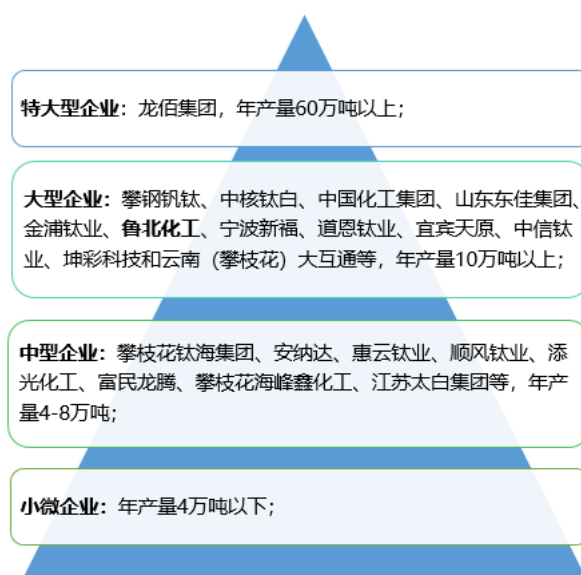 特大型企业：龙佰集团，年产量60万吨以上；
大型企业：攀钢钒钛、中核钛白、中国化工集团、山东东佳集团、
金浦钛业、鲁北化工、宁波新福、道恩钛业、宜宾天原、中信钛
业、坤彩科技和云南（攀枝花）大互通等，年产量10万吨以上；
中型企业：攀枝花钛海集团、安纳达、惠云钛业、顺风钛业、添
光化工、富民龙腾、攀枝花海峰鑫化工、江苏太白集团等，年产
量4-8万吨；
小微企业：年产量4万吨以下；